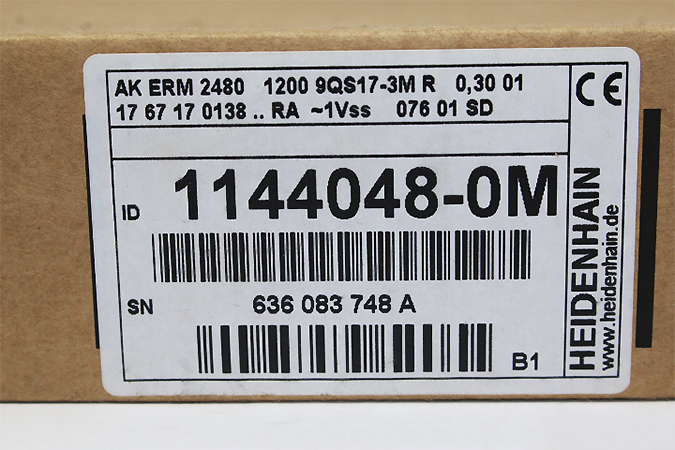 AK ERM 2480 1200 9QS17-3M R 0,30 01
17 67 17 0138 .. RA ~1Vss 076 01 SD
CE
ID 1144048-0M
SN 636 083 748 A
B1
HEIDENHAIN
www.heidenhain.de